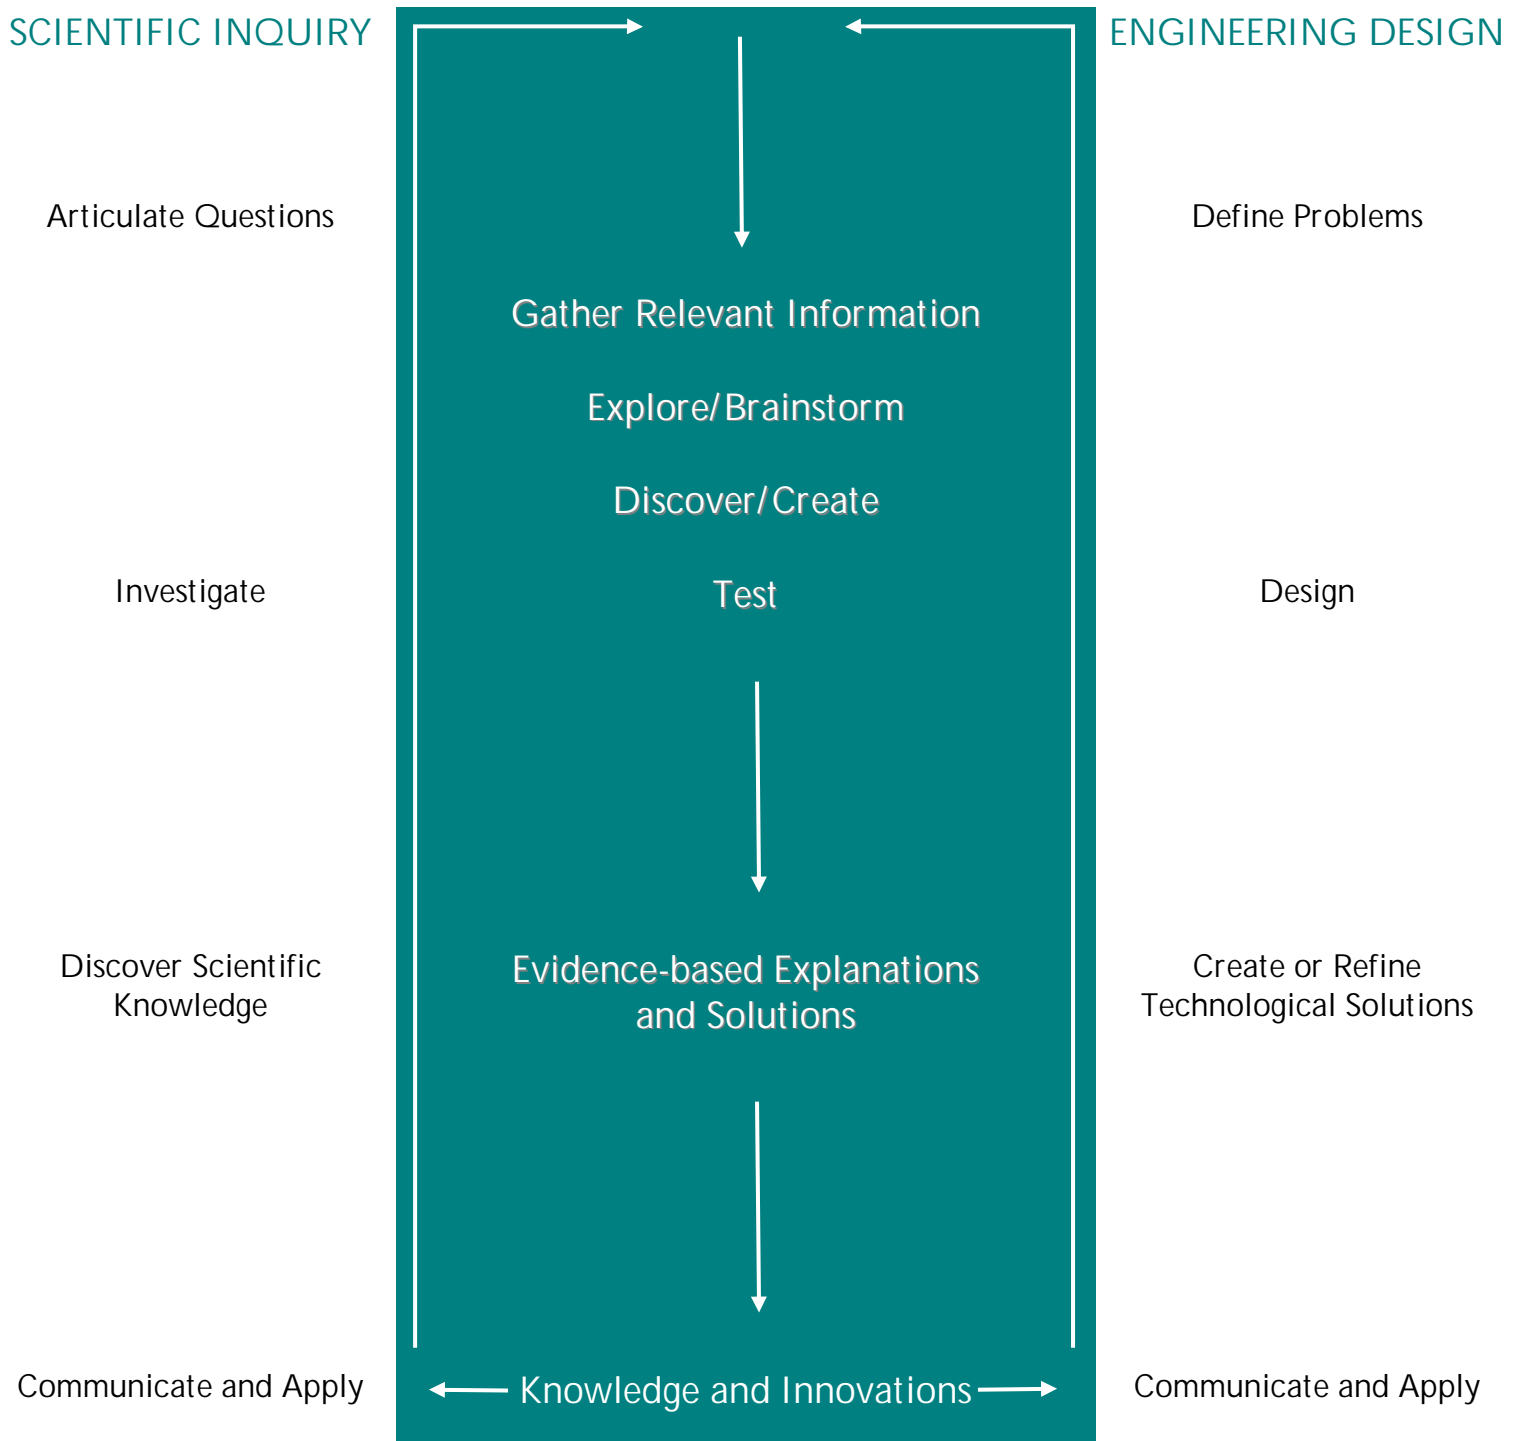 SCIENTIFIC INQUIRY
ENGINEERING DESIGN
Articulate Questions
Define Problems
Gather Relevant Information
Explore/Brainstorm
Discover/Create
Investigate
Test
Design
Discover Scientific
Knowledge
Evidence-based Explanations
and Solutions
Create or Refine
Technological Solutions
Communicate and Apply
Knowledge and Innovations
Communicate and Apply